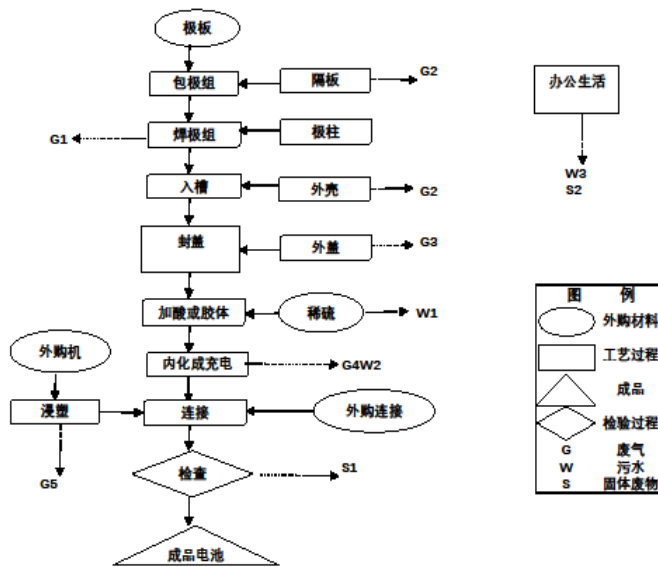 极板
包极组
隔板
G2
办公生活
G1
焊极组
极柱
W3
S2
入槽
外壳
G2
封盖
外盖
G3
图 例
加酸或胶体
稀硫
W1
外购材料
外购机
内化成充电
G4W2
工艺过程
成品
浸塑
连接
外购连接
检验过程
G 废气
W 污水
S 固体废物
检查
S1
G5
成品电池